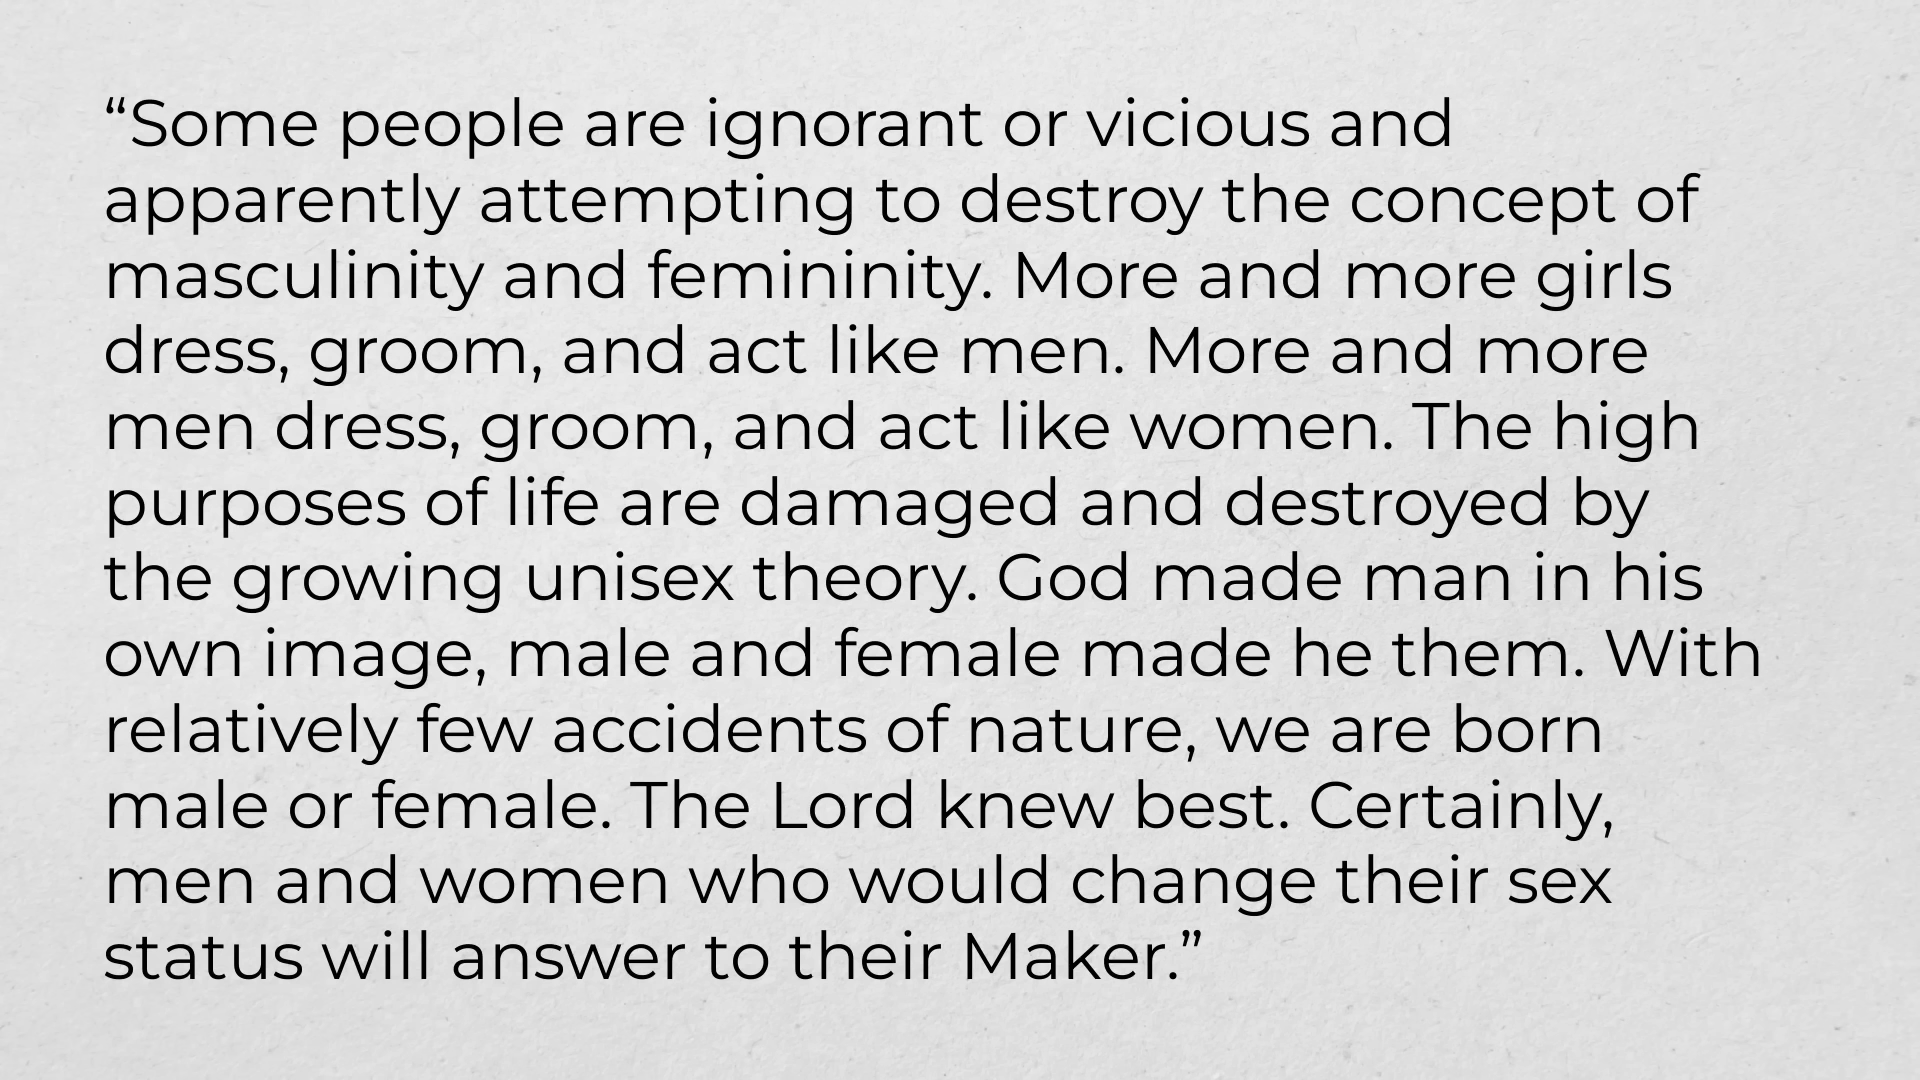 “Some people are ignorant or vicious and
apparently attempting to destroy the concept of
masculinity and femininity. More and more girls
dress, groom, and act like men. More and more
men dress, groom, and act like women. The high
purposes of life are damaged and destroyed by
the growing unisex theory. God made man in his
own image, male and female made he them. With
relatively few accidents of nature, we are born
male or female. The Lord knew best. Certainly,
men and women who would change their sex
status will answer to their Maker.”